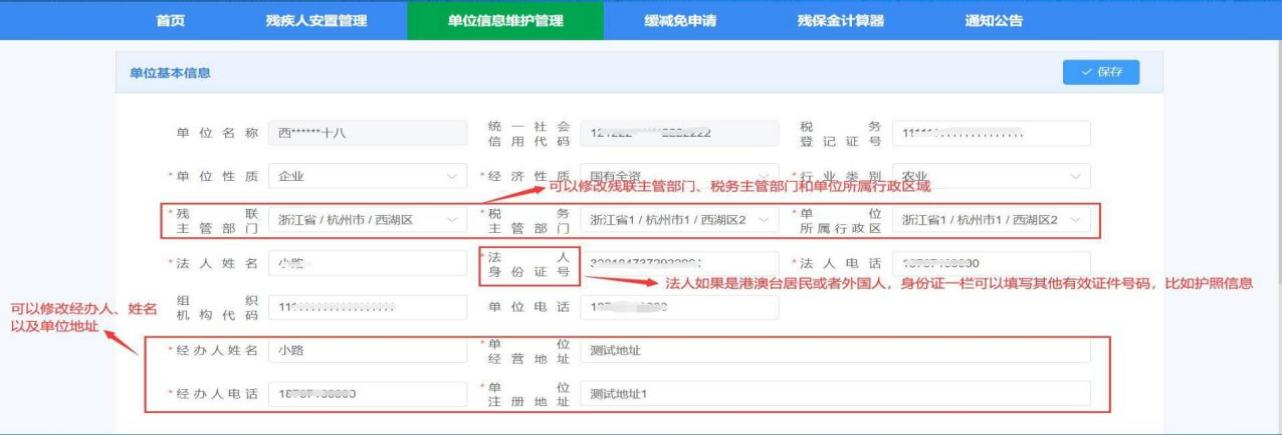 首页 残疾人安置管理 单位信息维护管理 缓减免申请 残保金计算器 通知公告
单位基本信息 保存
单位名称 西******十八 统一社会信用代码 税务登记证号
*单位性质 企业 *经济性质 国有全资 *行业类别 农业
可以修改残联主管部门、税务主管部门和单位所属行政区域
*残联主管部门 浙江省/杭州市/西湖区 *税务主管部门 浙江省1/杭州市1/西湖区2 *单位所属行政区 浙江省1/杭州市1/西湖区2
*法人姓名 *法人身份证号 *法人电话
法人如果是港澳台居民或者外国人，身份证一栏可以填写其他有效证件号码，比如护照信息
组织机构代码 单位电话
可以修改经办人、姓名
以及单位地址
*经办人姓名 小路 *单位经营地址 测试地址
*经办人电话 *单位注册地址 测试地址1